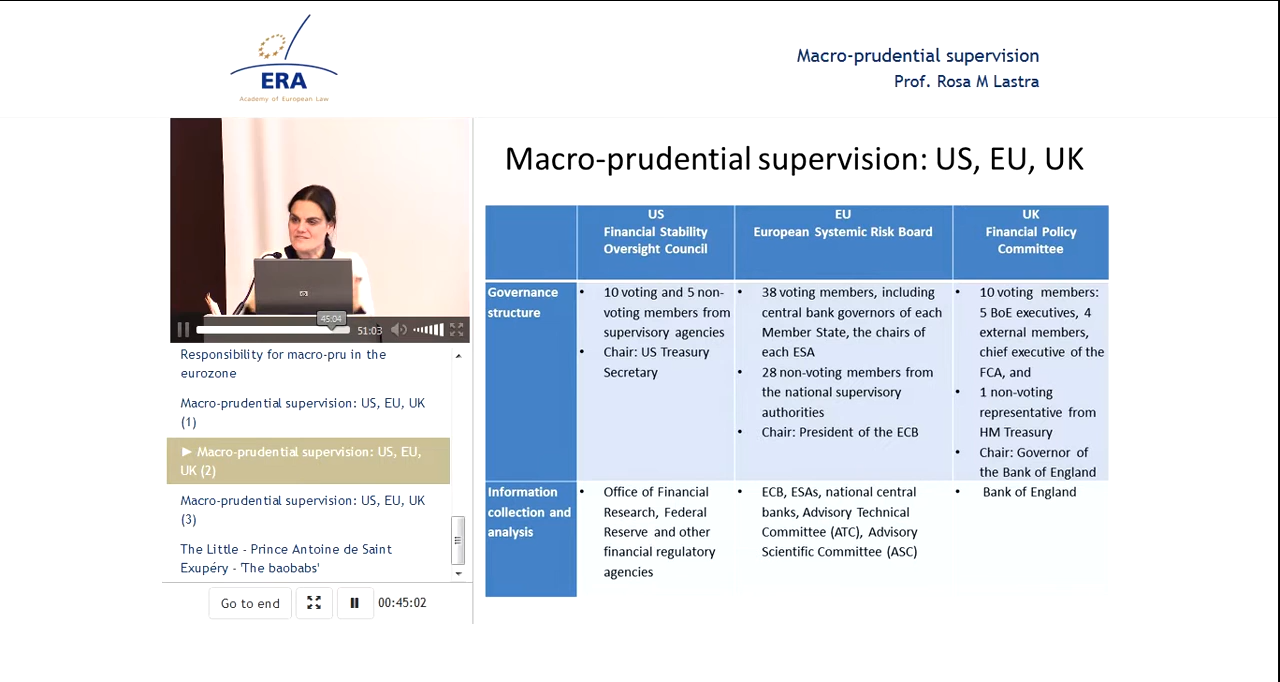 ERA
Academy of European Law
Macro-prudential supervision
Prof. Rosa M Lastra
45:04
51:03
Responsibility for macro-pru in the
eurozone
Macro-prudential supervision: US, EU, UK
(1)
► Macro-prudential supervision: US, EU,
UK (2)
Macro-prudential supervision: US, EU, UK
(3)
The Little - Prince Antoine de Saint
Exupéry - 'The baobabs'
Go to end
00:45:02
Macro-prudential supervision: US, EU, UK
US
Financial Stability
Oversight Council
EU
European Systemic Risk Board
UK
Financial Policy
Committee
Governance
structure
• 10 voting and 5 non-
voting members from
supervisory agencies
• Chair: US Treasury
Secretary
• 38 voting members, including
central bank governors of each
Member State, the chairs of
each ESA
• 28 non-voting members from
the national supervisory
authorities
• Chair: President of the ECB
• 10 voting members:
5 BoE executives, 4
external members,
chief executive of the
FCA, and
• 1 non-voting
representative from
HM Treasury
• Chair: Governor of
the Bank of England
Information
collection and
analysis
• Office of Financial
Research, Federal
Reserve and other
financial regulatory
agencies
• ECB, ESAs, national central
banks, Advisory Technical
Committee (ATC), Advisory
Scientific Committee (ASC)
• Bank of England